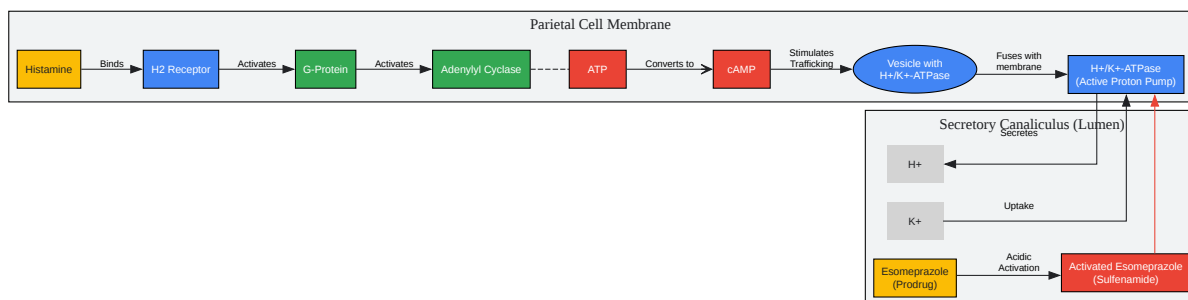 Parietal Cell Membrane
Histamine
Binds
H2 Receptor
Activates
G-Protein
Activates
Adenylyl Cyclase
ATP
Converts to
cAMP
Stimulates
Trafficking
Vesicle with
H+/K+-ATPase
Fuses with
membrane
H+/K+-ATPase
(Active Proton Pump)
Secretory Canaliculus (Lumen)
Secretes
H+
K+
Uptake
Esomeprazole
(Prodrug)
Acidic
Activation
Activated Esomeprazole
(Sulfenamide)